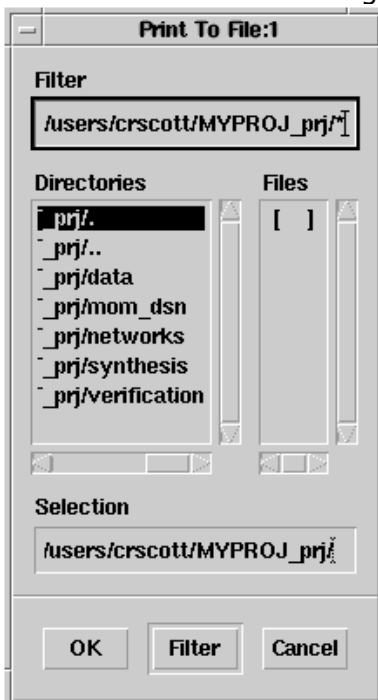 Print To File:1
Filter
/users/crscott/MYPROJ_prj/*
Directories Files
_prj/. [ ]
_prj/..
_prj/data
_prj/mom_dsn
_prj/networks
_prj/synthesis
_prj/verification
Selection
/users/crscott/MYPROJ_prj/
OK Filter Cancel